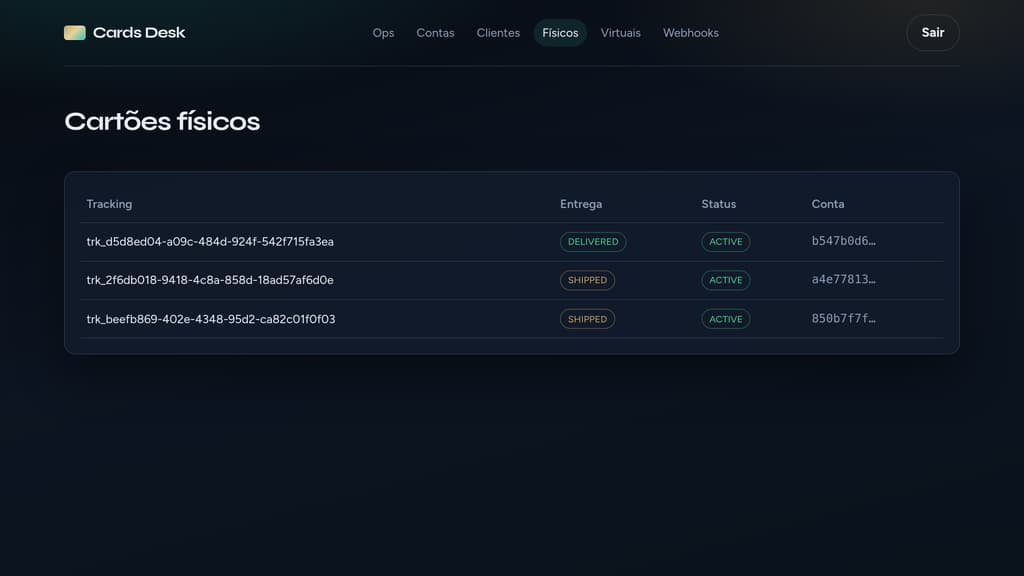 Cards Desk Ops Contas Clientes Físicos Virtuais Webhooks Sair
Cartões físicos
Tracking Entrega Status Conta
trk_d5d8ed04-a09c-484d-924f-542f715fa3ea DELIVERED ACTIVE b547b0d6…
trk_2f6db018-9418-4c8a-858d-18ad57af6d0e SHIPPED ACTIVE a4e77813…
trk_beefb869-402e-4348-95d2-ca82c01f0f03 SHIPPED ACTIVE 850b7f7f…